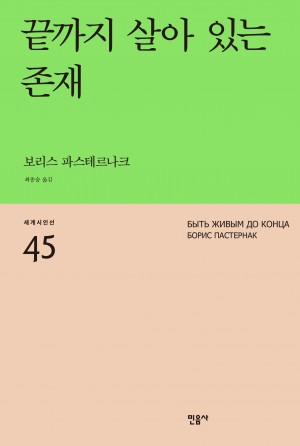 끝까지 살아 있는
존재
보리스 파스테르나크
최종술 옮김
세계시인선
45
БЫТЬ ЖИВЫМ ДО КОНЦА
БОРИС ПАСТЕРНАК
민음사